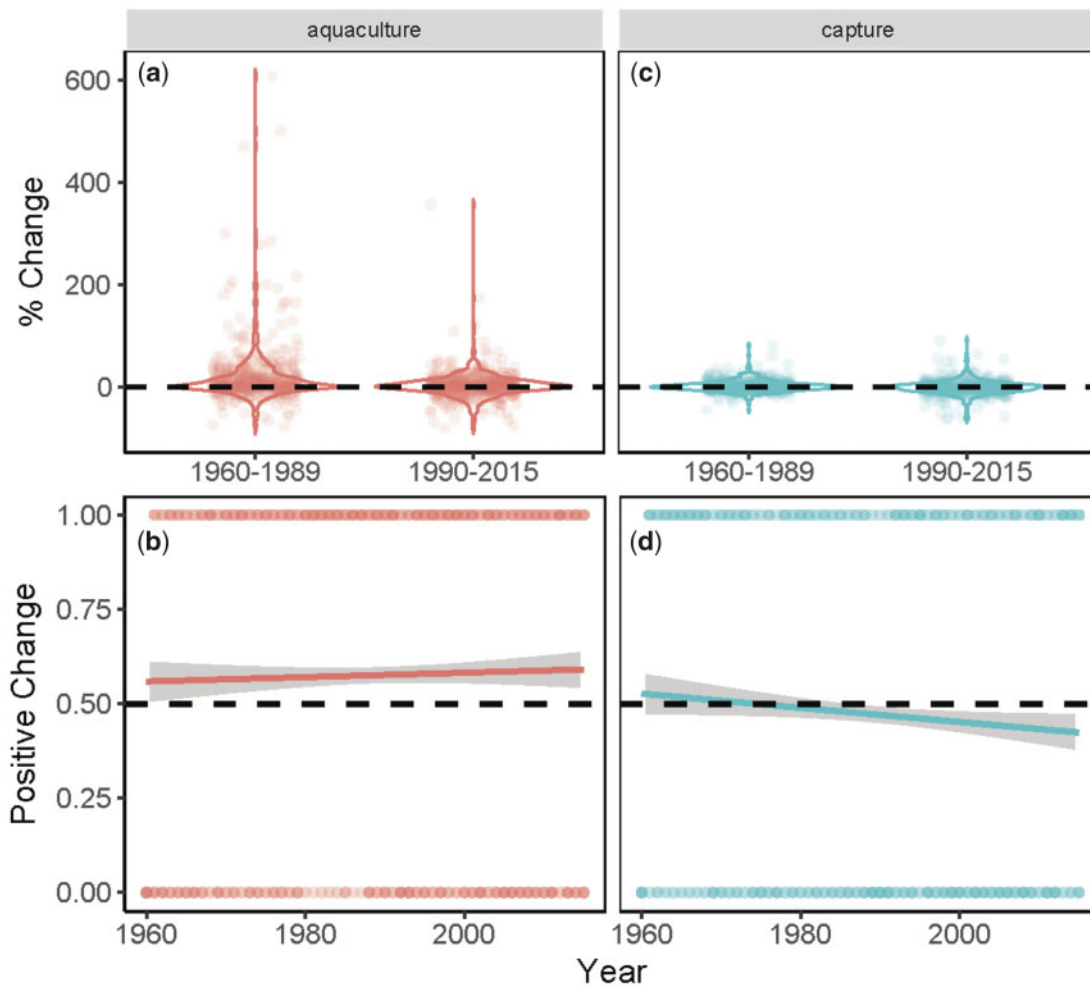 aquaculture
capture
(a)
(c)
600
400
200
0
% Change
1960-1989
1990-2015
1960-1989
1990-2015
(b)
(d)
1.00
0.75
0.50
0.25
0.00
Positive Change
1960
1980
2000
1960
1980
2000
Year